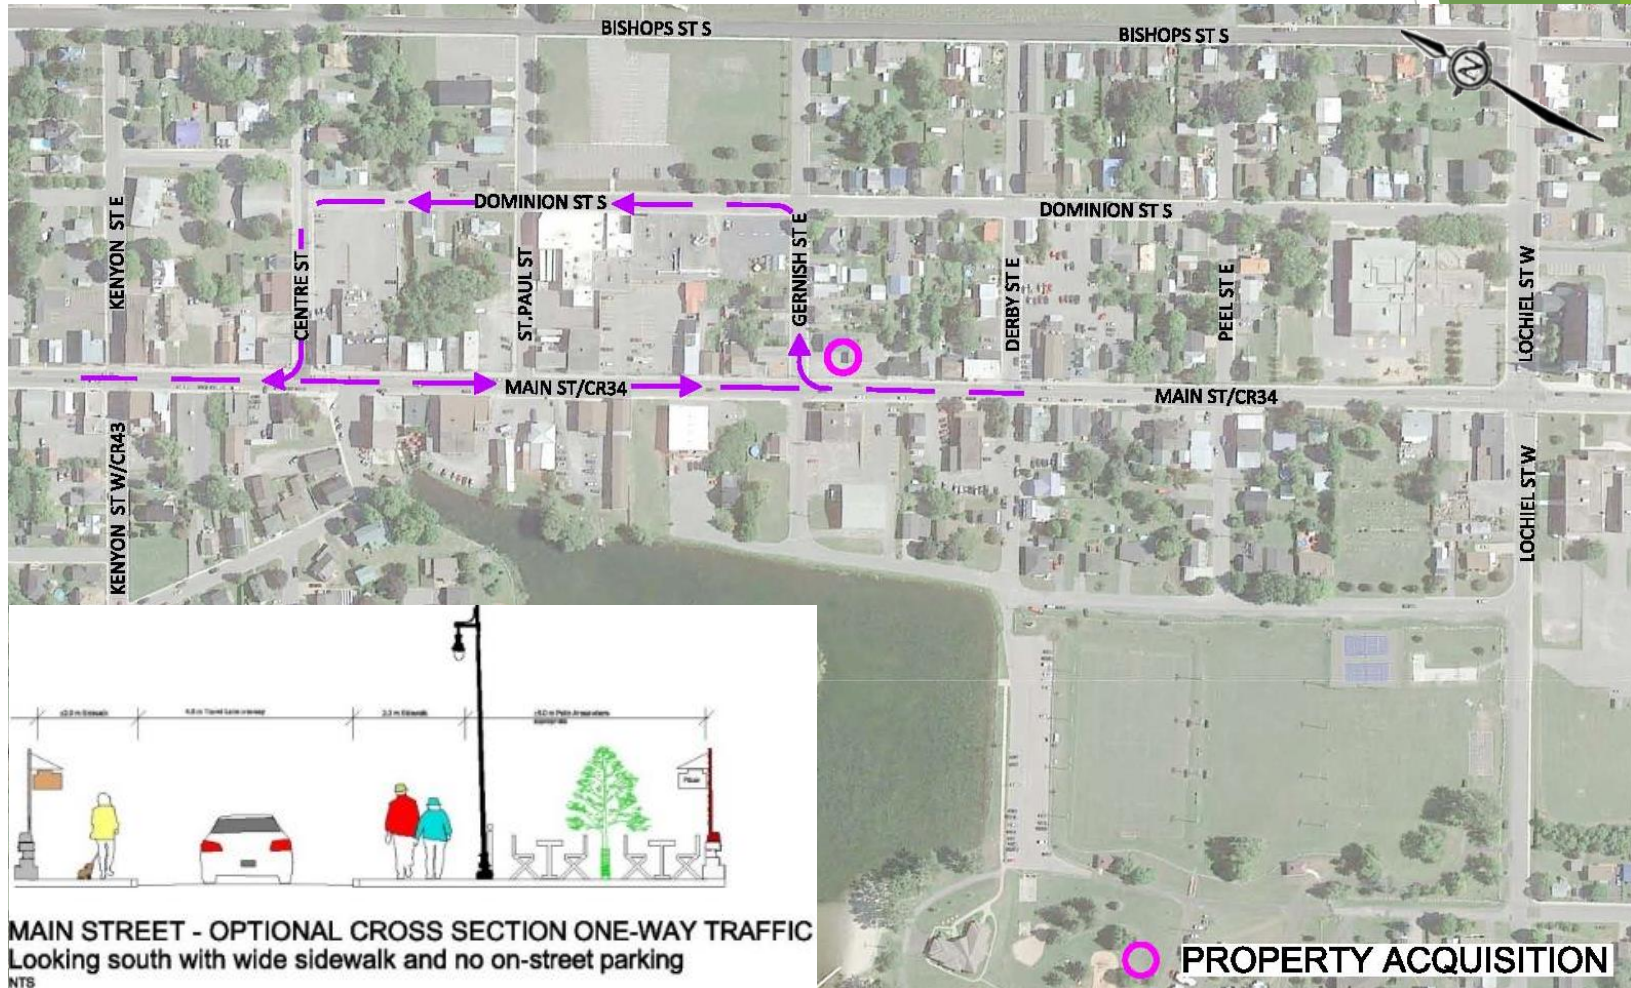 BISHOPS ST S
BISHOPS ST S
N
KENYON ST E
CENTRE ST
DOMINION ST S
ST.PAUL ST
GERNISH ST E
DOMINION ST S
DERBY ST E
PEEL ST E
LOCHIEL ST W
MAIN ST/CR34
MAIN ST/CR34
KENYON ST W/CR43
LOCHIEL ST W
MAIN STREET - OPTIONAL CROSS SECTION ONE-WAY TRAFFIC
Looking south with wide sidewalk and no on-street parking
NTS
PROPERTY ACQUISITION